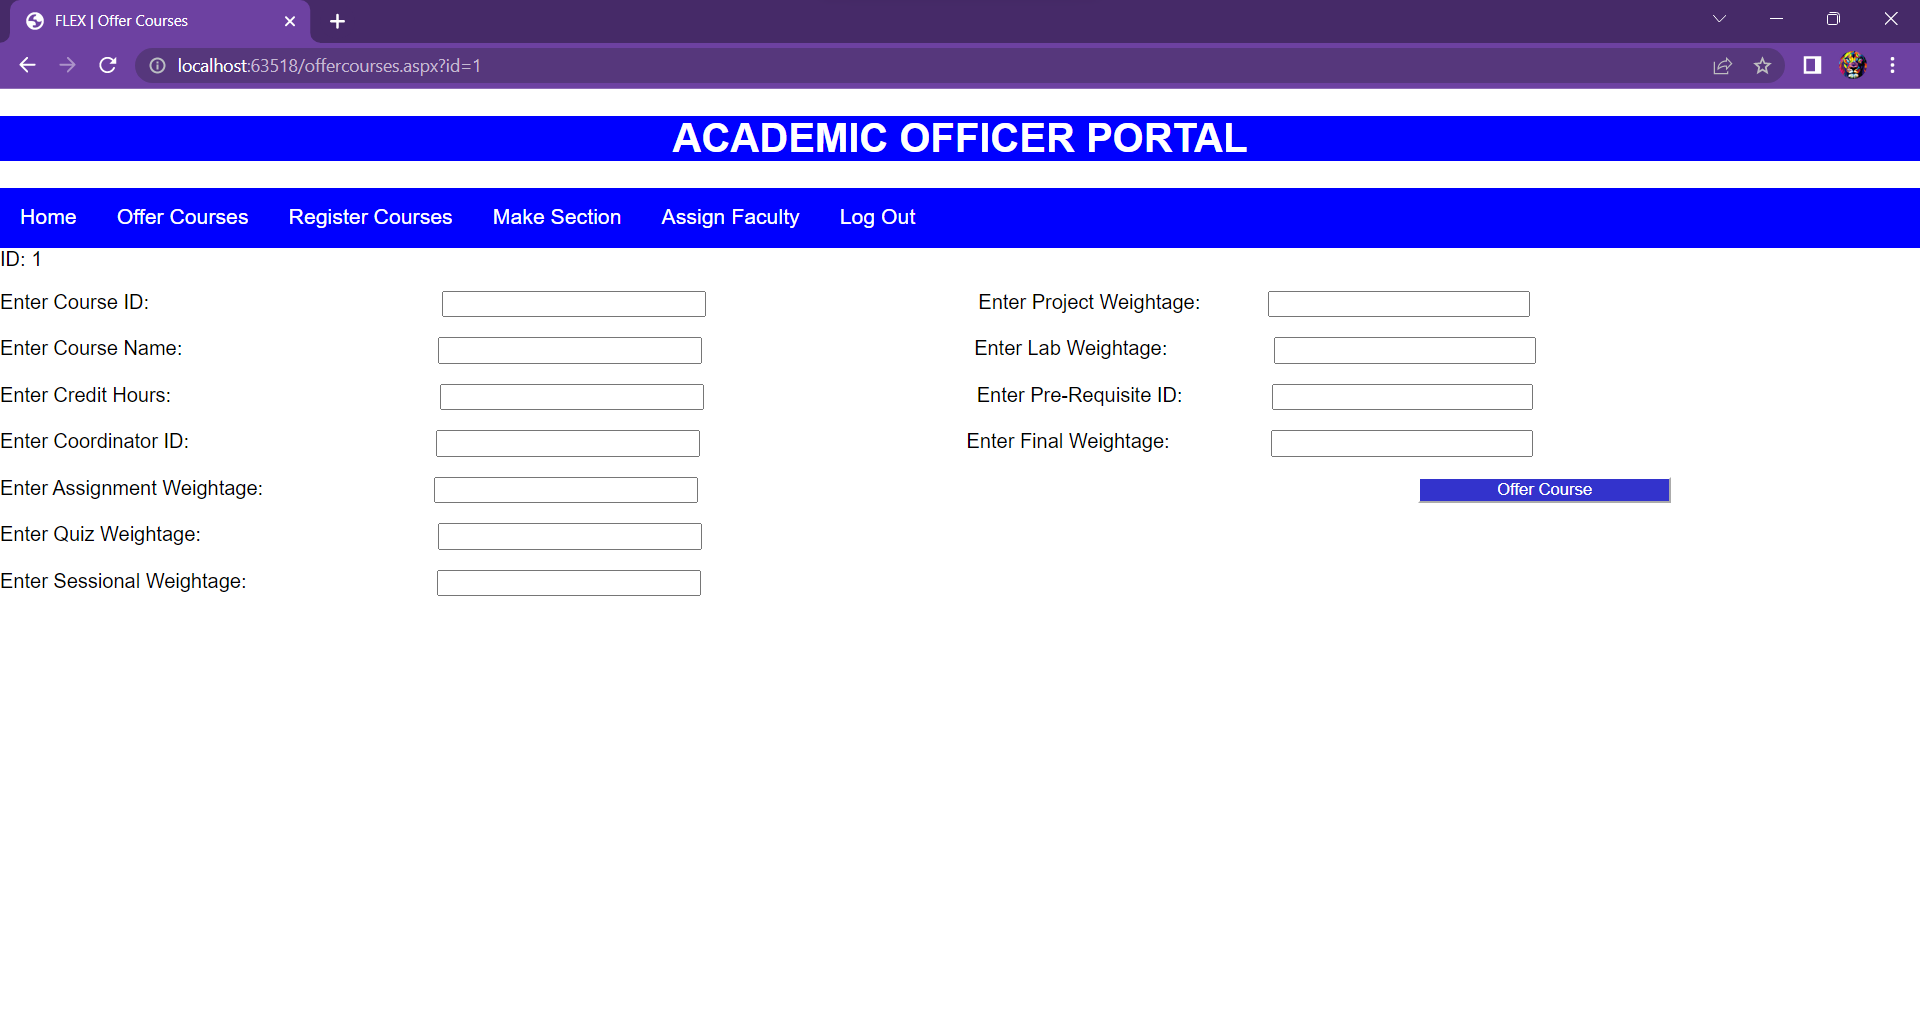 FLEX | Offer Courses
localhost:63518/offercourses.aspx?id=1
ACADEMIC OFFICER PORTAL
Home Offer Courses Register Courses Make Section Assign Faculty Log Out
ID: 1
Enter Course ID: Enter Project Weightage:
Enter Course Name: Enter Lab Weightage:
Enter Credit Hours: Enter Pre-Requisite ID:
Enter Coordinator ID: Enter Final Weightage:
Enter Assignment Weightage: Offer Course
Enter Quiz Weightage:
Enter Sessional Weightage: